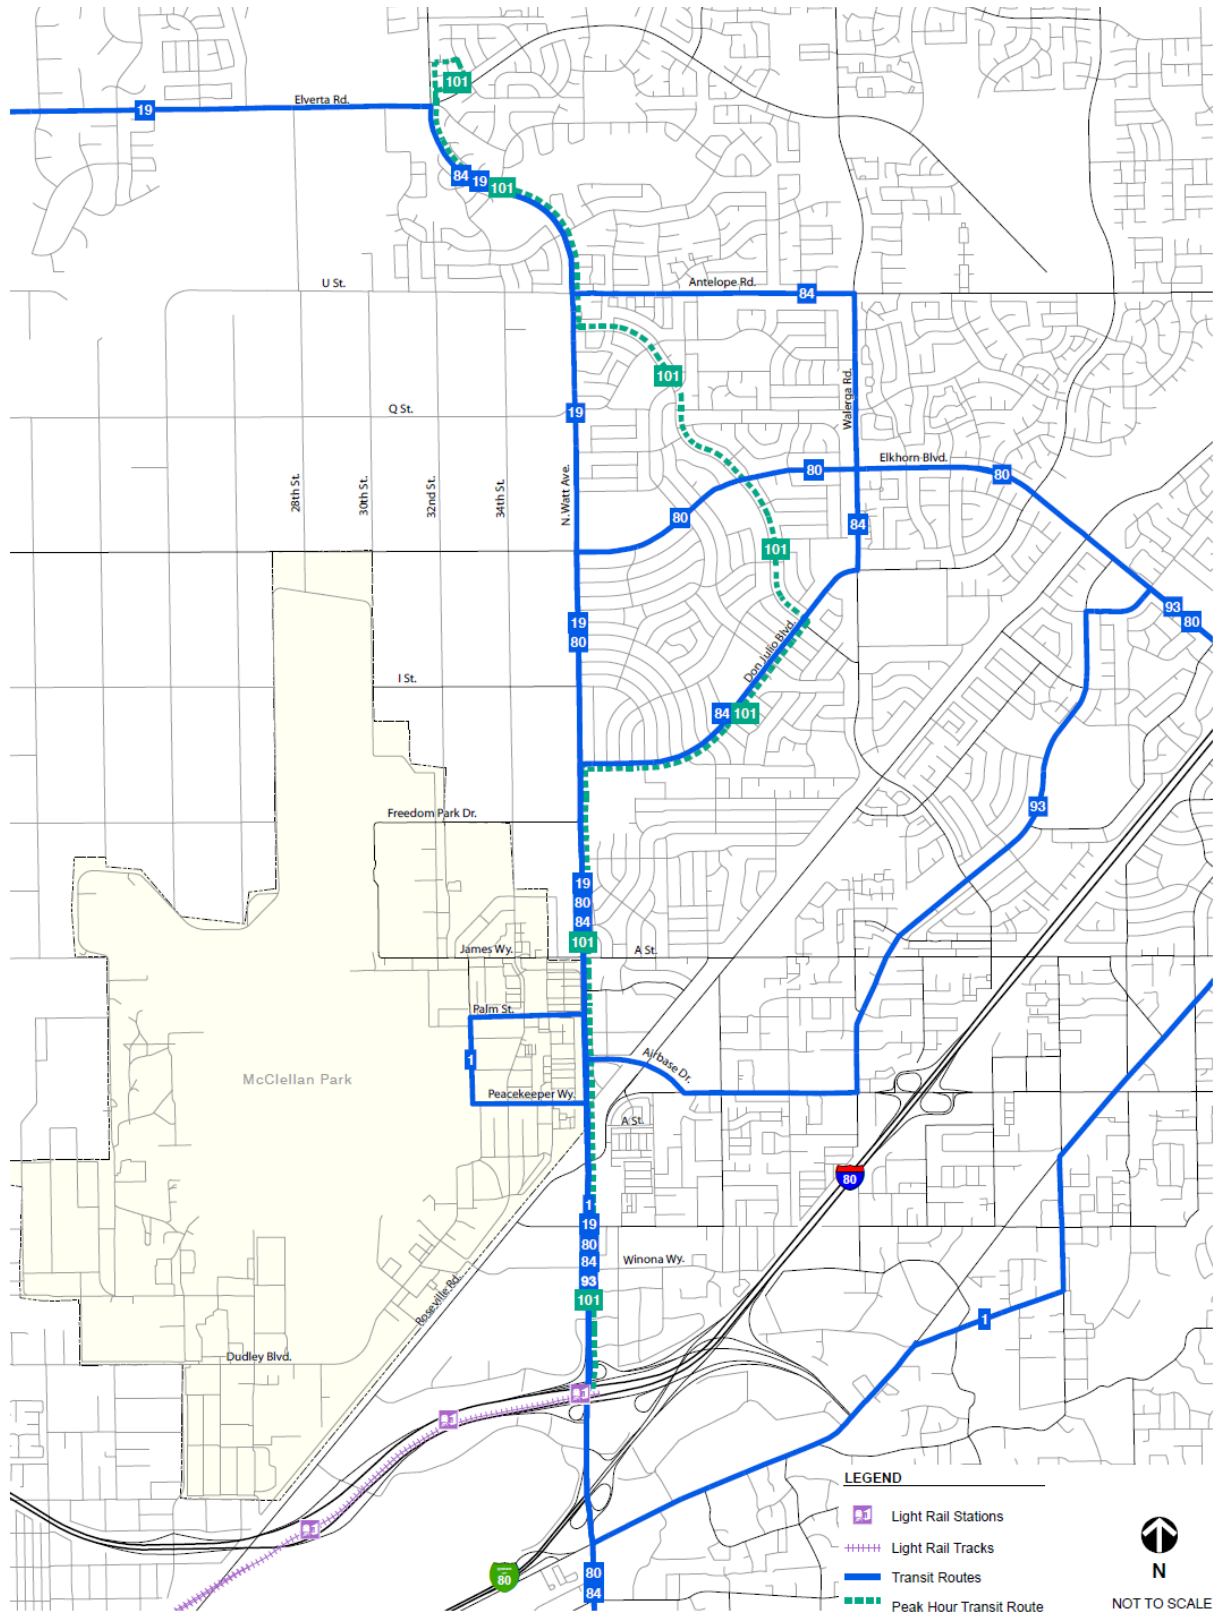 101
Elverta Rd.
19
84
19
101
U St.
Antelope Rd.
84
101
Walerga Rd.
Q St.
19
Elkhorn Blvd.
80
80
28th St.
30th St.
32nd St.
34th St.
N.Watt Ave.
80
84
101
93
80
19
80
Don Julio Blvd.
I St.
84
101
93
Freedom Park Dr.
19
80
84
101
James Wy.
A St.
Palm St.
1
Airbase Dr.
McClellan Park
Peacekeeper Wy.
A St.
80
1
19
80
84
93
101
Winona Wy.
Roseville Rd.
1
Dudley Blvd.
LEGEND
Light Rail Stations
Light Rail Tracks
Transit Routes
Peak Hour Transit Route
N
NOT TO SCALE
80
80
84